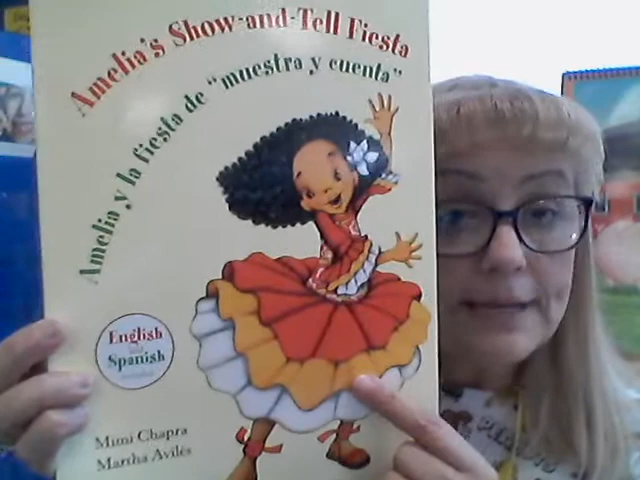 Amelia's Show-and-Tell Fiesta
Amelia y la fiesta de "muestra y cuenta"
English
Spanish
Mimi Chapra
Martha Avilés